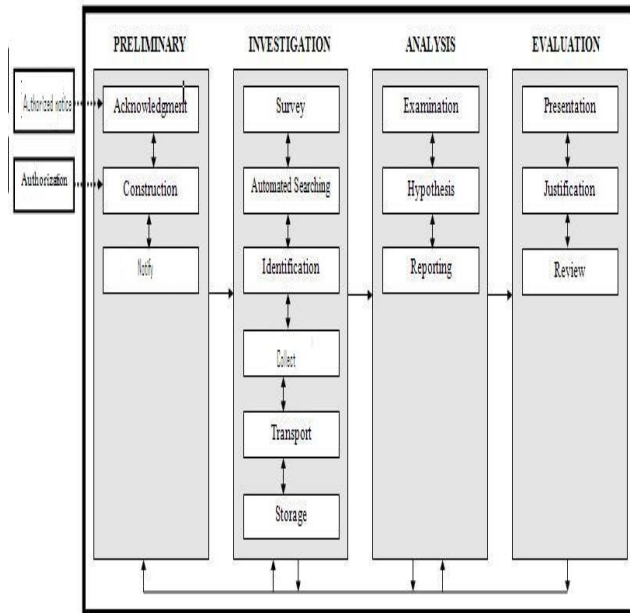 PRELIMINARY
INVESTIGATION
ANALYSIS
EVALUATION
Authorized notice
Authorization
Acknowledgment
Construction
Notify
Survey
Automated Searching
Identification
Collect
Transport
Storage
Examination
Hypothesis
Reporting
Presentation
Justification
Review